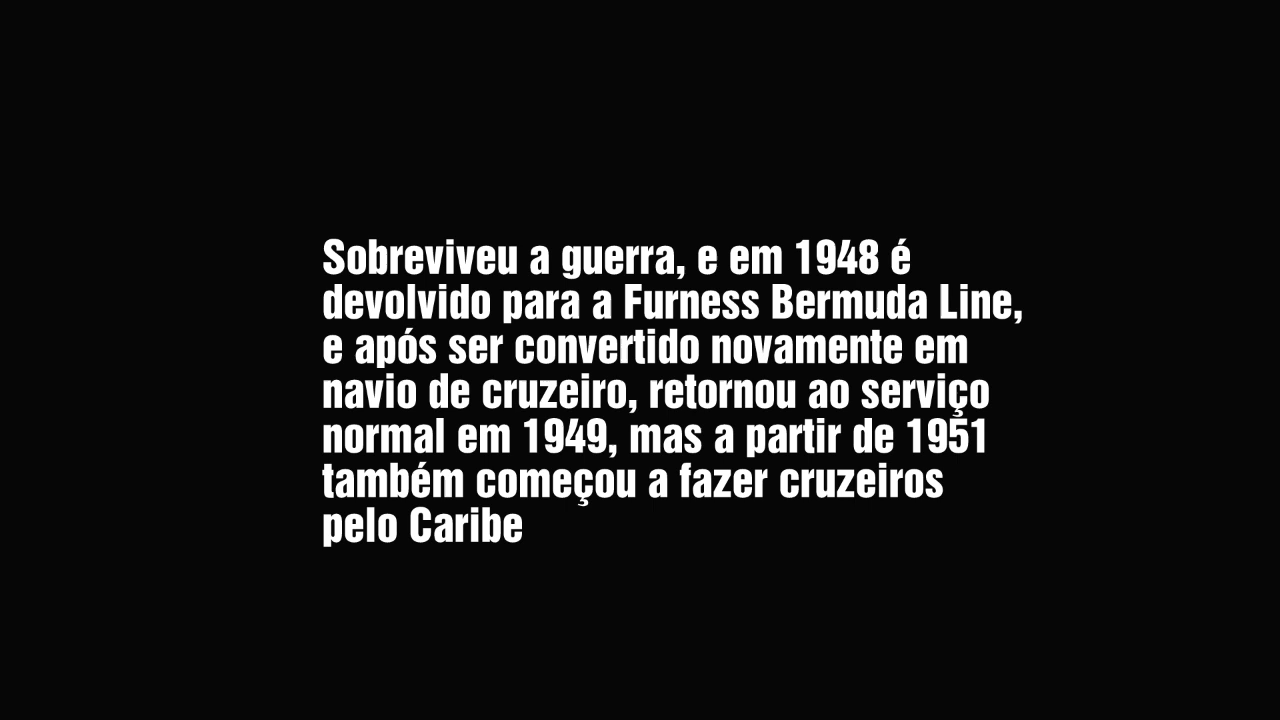 Sobreviveu a guerra, e em 1948 é
devolvido para a Furness Bermuda Line,
e após ser convertido novamente em
navio de cruzeiro, retornou ao serviço
normal em 1949, mas a partir de 1951
também começou a fazer cruzeiros
pelo Caribe